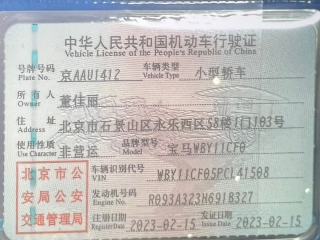 中华人民共和国机动车行驶证
Vehicle License of the People's Republic of China
号牌号码 京AAU1412 车辆类型 小型轿车
Plate No. Vehicle Type
所有人 董佳丽
Owner
住址 北京市石景山区永乐西区58楼1门103号
Address
使用性质 非营运 品牌型号 宝马WBY11CF0
Use Character Model
北京市公安局公安交通管理局
车辆识别代号 WBY11CF05PCL41508
VIN
发动机号码 R093A323H691B327
Engine No.
注册日期 2023-02-15 发证日期 2023-02-15
Register Date Issue Date